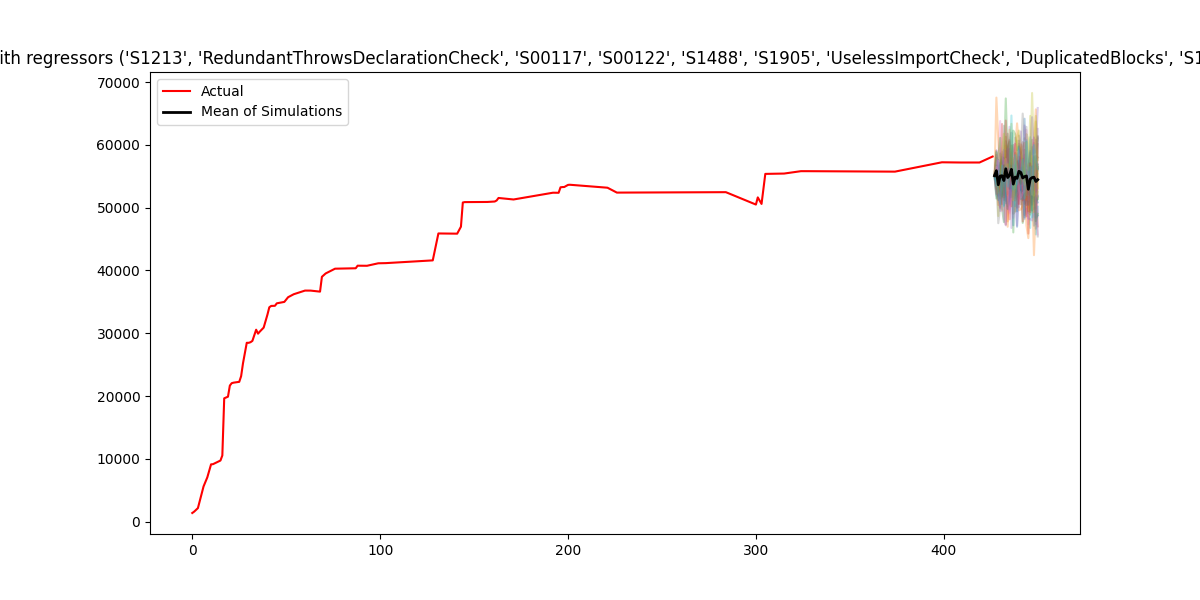 ith regressors ('S1213', 'RedundantThrowsDeclarationCheck', 'S00117', 'S00122', 'S1488', 'S1905', 'UselessImportCheck', 'DuplicatedBlocks', 'S1
Actual
Mean of Simulations
70000
60000
50000
40000
30000
20000
10000
0
0 100 200 300 400